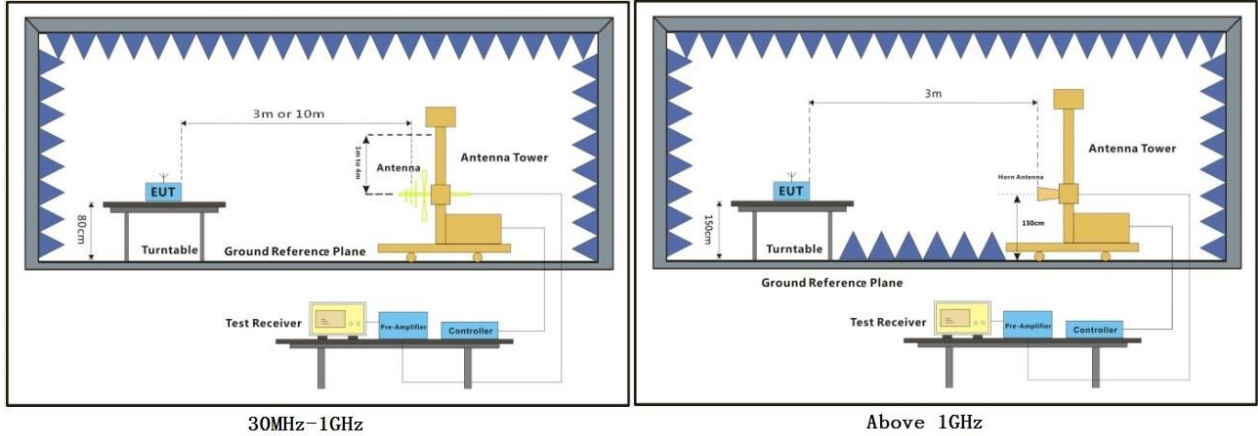 3m or 10m
1m to 4m
Antenna
Antenna Tower
EUT
80cm
Turntable
Ground Reference Plane
Test Receiver
Pre-Amplifier
Controller
30MHz-1GHz
3m
Antenna Tower
Horn Antenna
EUT
150cm
150cm
Turntable
Ground Reference Plane
Test Receiver
Pre-Amplifier
Controller
Above 1GHz